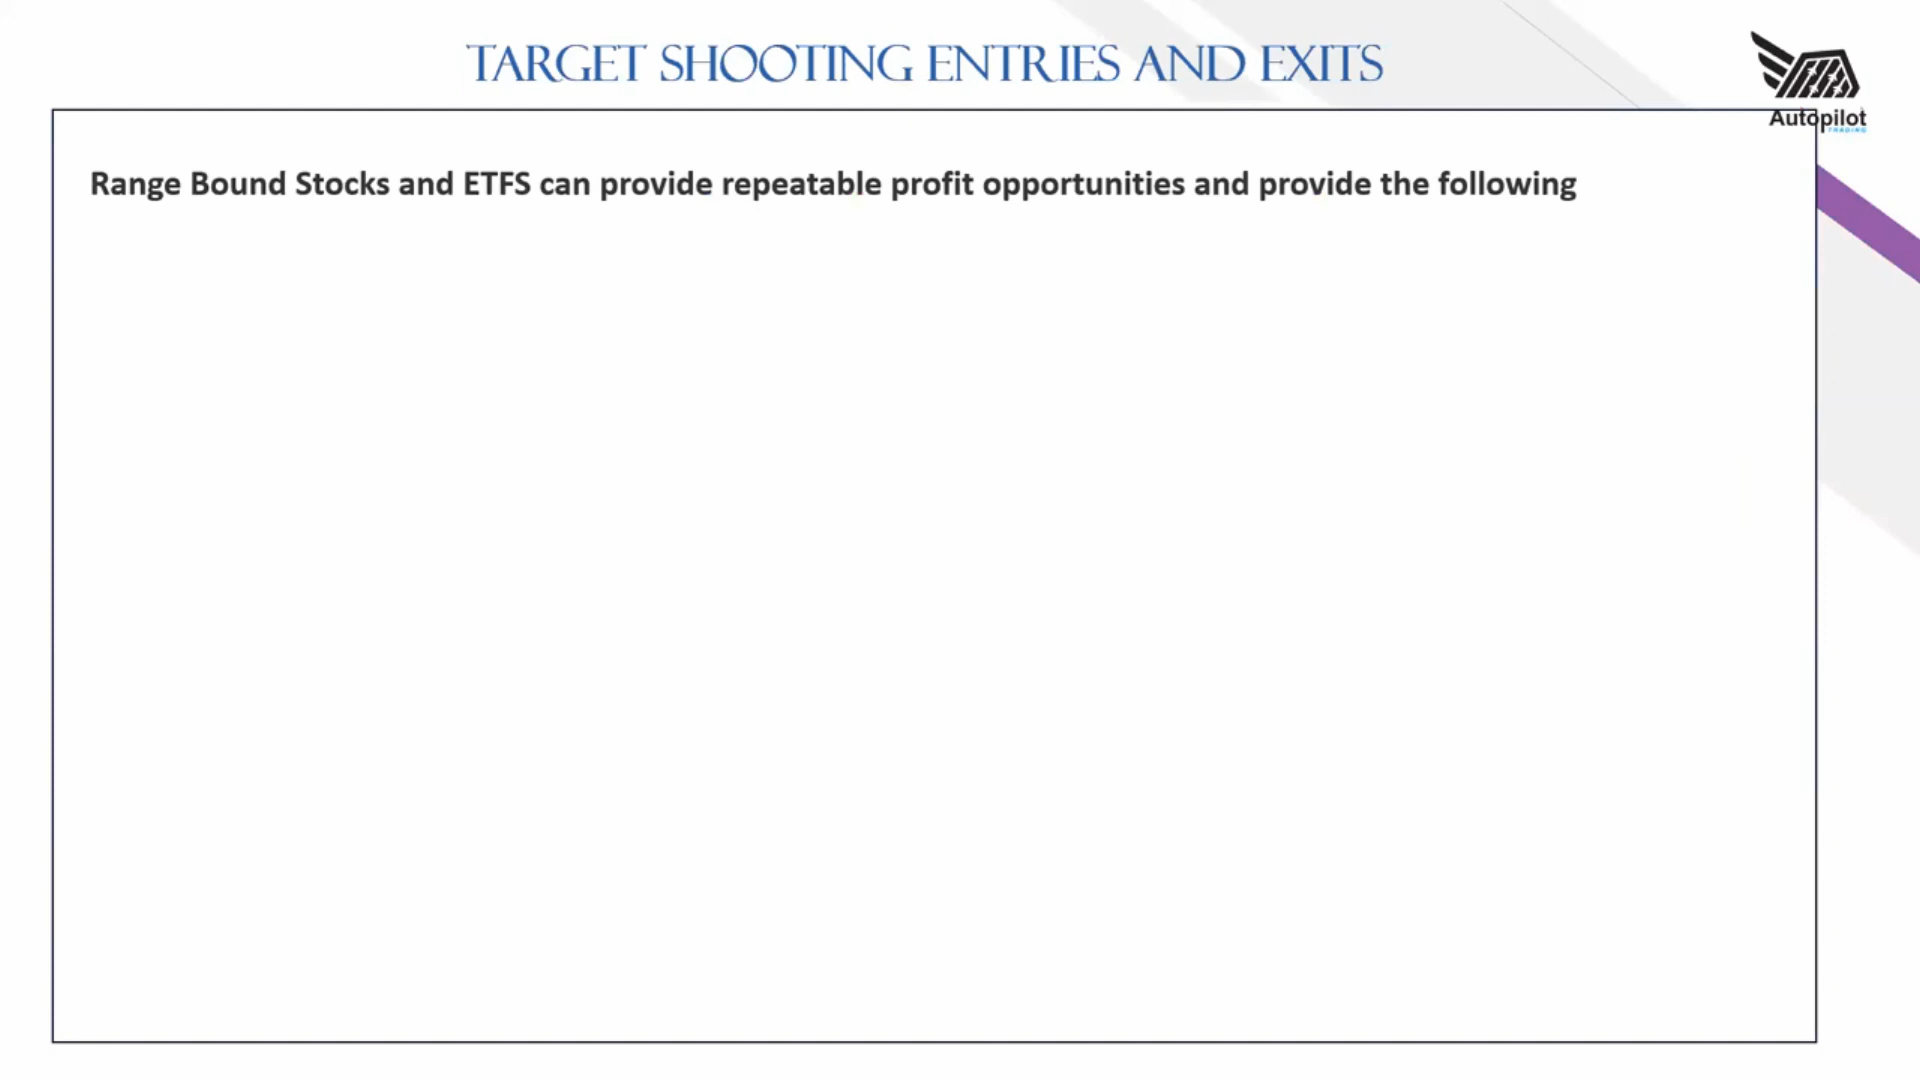 TARGET SHOOTING ENTRIES AND EXITS
Autopilot
TRADING
Range Bound Stocks and ETFS can provide repeatable profit opportunities and provide the following